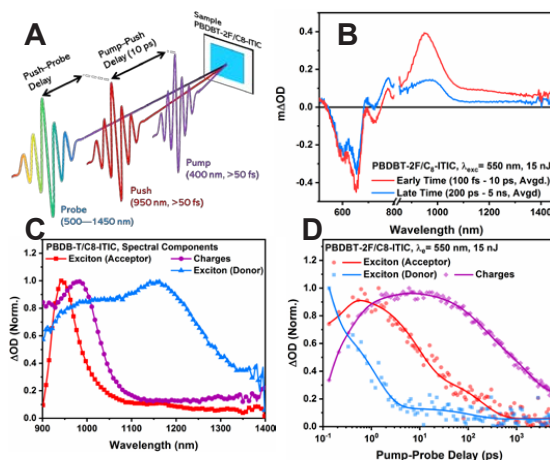 A
Sample
PBDBT-2F/C8-ITIC
Pump–Push
Delay (10 ps)
Push–Probe
Delay
Pump
(400 nm, >50 fs)
Push
(950 nm, >50 fs)
Probe
(500—1450 nm)
B
mΔOD
0.4
0.2
0.0
-0.2
-0.4
PBDBT-2F/C₈-ITIC, λexc= 550 nm, 15 nJ
Early Time (100 fs - 10 ps, Avgd.)
Late Time (200 ps - 5 ns, Avgd)
600 800 1000 1200 1400
Wavelength (nm)
C
PBDB-T/C8-ITIC, Spectral Components
Exciton (Acceptor) Charges
Exciton (Donor)
ΔOD (Norm.)
1.0
0.8
0.6
0.4
0.2
0.0
900 1000 1100 1200 1300 1400
Wavelength (nm)
D
PBDBT-2F/C8-ITIC, λe= 550 nm, 15 nJ
Exciton (Acceptor) Charges
Exciton (Donor)
ΔOD (Norm.)
1.0
0.8
0.6
0.4
0.2
0.0
10⁻¹ 10⁰ 10¹ 10² 10³
Pump-Probe Delay (ps)